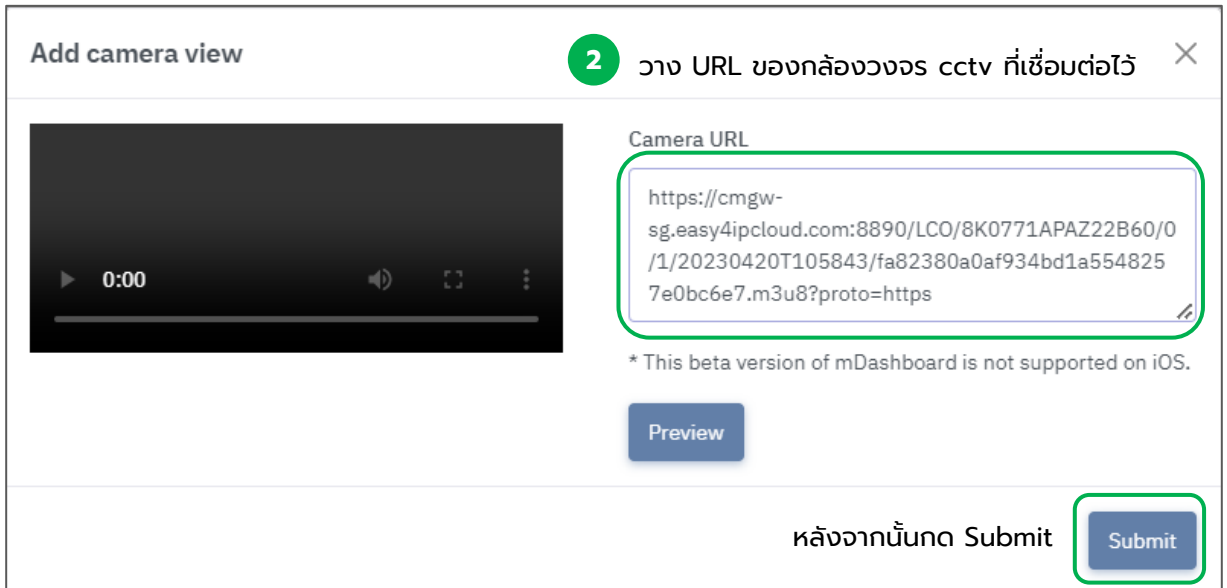 Add camera view
2 วาง URL ของกล้องวงจร cctv ที่เชื่อมต่อไว้
Camera URL
https://cmgw-
sg.easy4ipcloud.com:8890/LCO/8K0771APAZ22B60/0
/1/20230420T105843/fa82380a0af934bd1a554825
7e0bc6e7.m3u8?proto=https
0:00
* This beta version of mDashboard is not supported on iOS.
Preview
หลังจากนั้นกด Submit
Submit